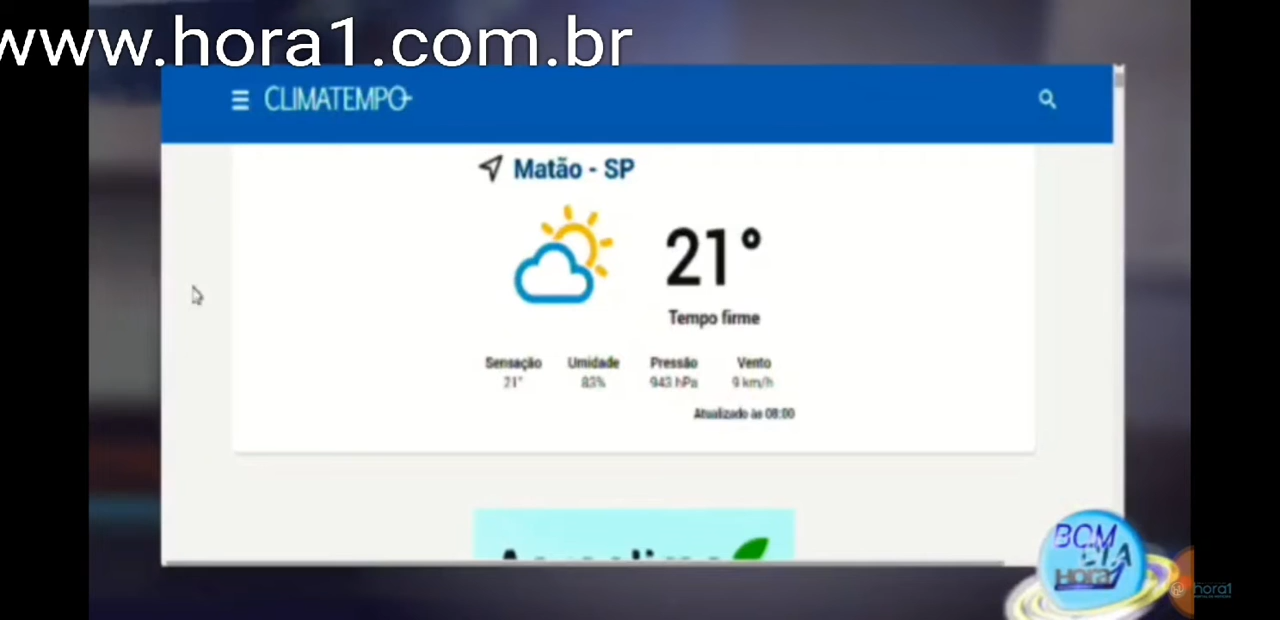 www.hora1.com.br
CLIMATEMPO
Matão - SP
21°
Tempo firme
Sensação Umidade Pressão Vento
21° 83% 943 hPa 9 km/h
Atualizado às 08:00
BOM
DIA
Hora1
hora1